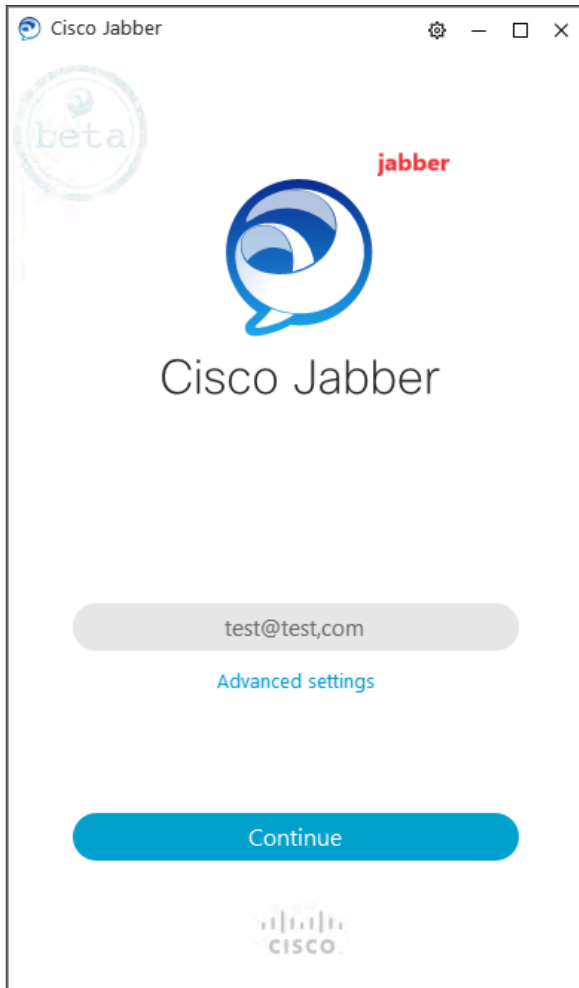 Cisco Jabber
beta
jabber
Cisco Jabber
test@test,com
Advanced settings
Continue
CISCO